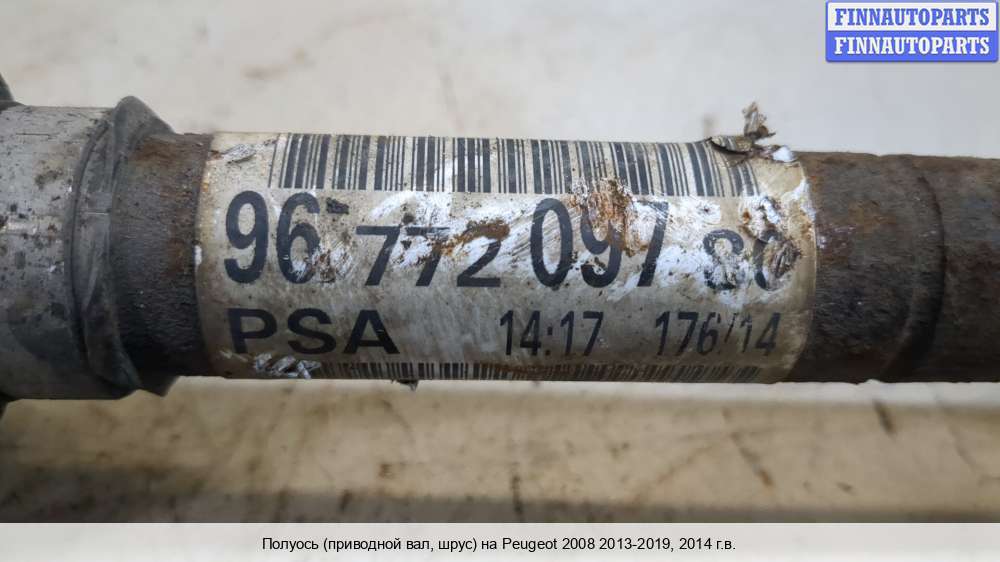 FINNAUTOPARTS
FINNAUTOPARTS
96 772 097 80
PSA 14:17 176/14
Полуось (приводной вал, шрус) на Peugeot 2008 2013-2019, 2014 г.в.